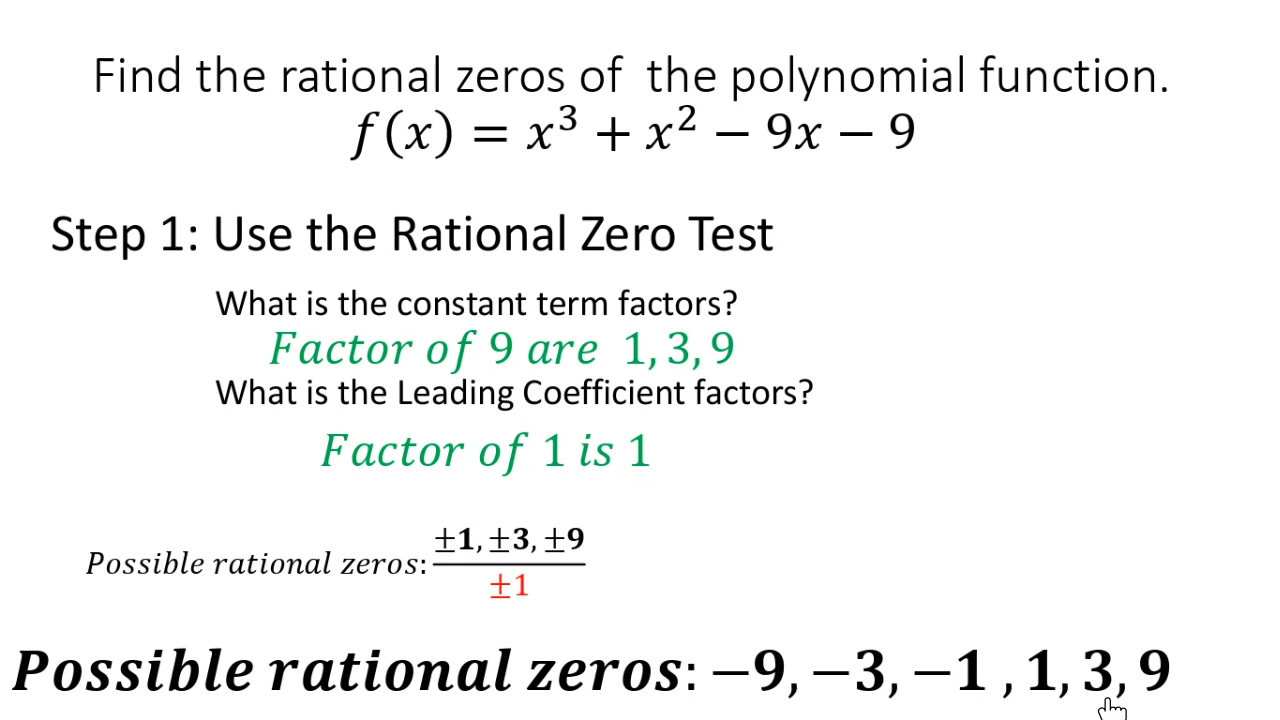 Find the rational zeros of the polynomial function.
f(x) = x³ + x² − 9x − 9
Step 1: Use the Rational Zero Test
What is the constant term factors?
Factor of 9 are 1, 3, 9
What is the Leading Coefficient factors?
Factor of 1 is 1
±1, ±3, ±9
Possible rational zeros:
±1
Possible rational zeros: −9, −3, −1 , 1, 3, 9